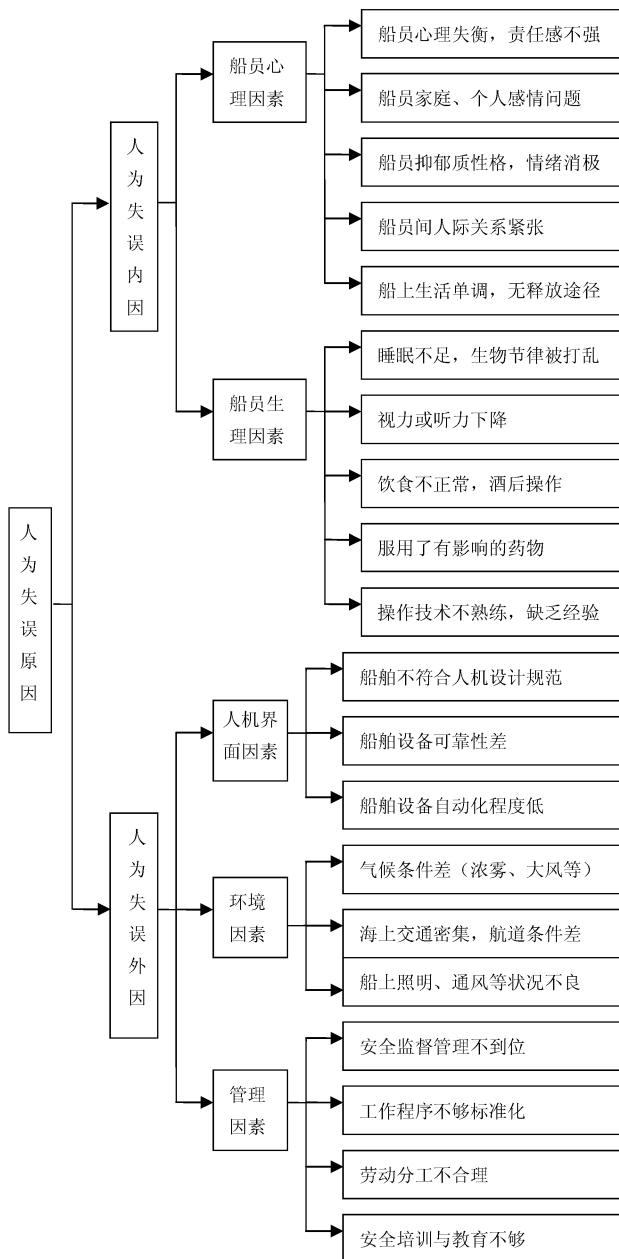 人为失误原因
人为失误内因
船员心
理因素
船员心理失衡，责任感不强
船员家庭、个人感情问题
船员抑郁质性格，情绪消极
船员间人际关系紧张
船上生活单调，无释放途径
船员生
理因素
睡眠不足，生物节律被打乱
视力或听力下降
饮食不正常，酒后操作
服用了有影响的药物
操作技术不熟练，缺乏经验
人为失误外因
人机界
面因素
船舶不符合人机设计规范
船舶设备可靠性差
船舶设备自动化程度低
环境
因素
气候条件差（浓雾、大风等）
海上交通密集，航道条件差
船上照明、通风等状况不良
管理
因素
安全监督管理不到位
工作程序不够标准化
劳动分工不合理
安全培训与教育不够